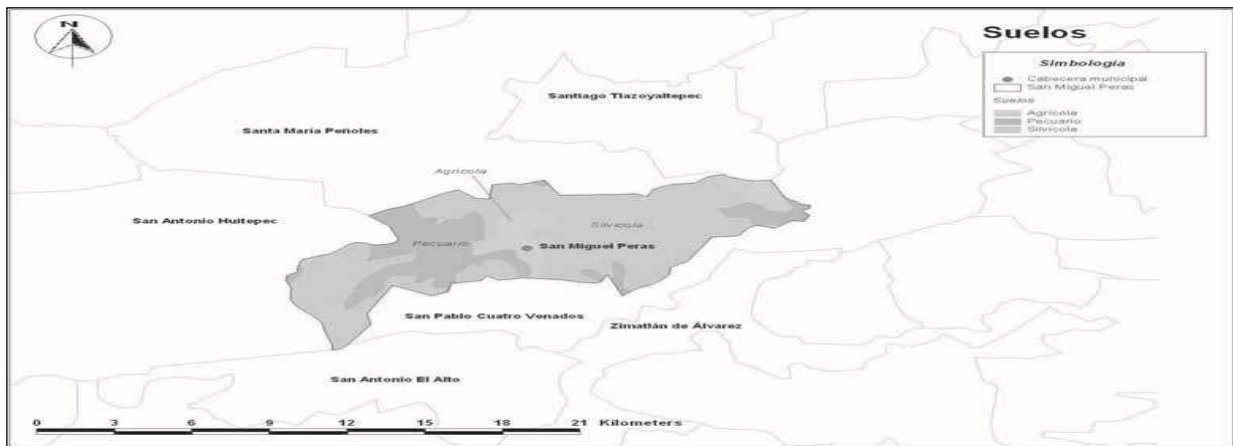 N
Suelos
Simbología
Cabecera municipal
San Miguel Peras
Suelos
Agrícola
Pecuario
Silvícola
Santiago Tlazoyaltepec
Santa María Peñoles
Agrícola
San Antonio Huitepec
Silvícola
Pecuario
San Miguel Peras
San Pablo Cuatro Venados
Zimatlán de Álvarez
San Antonio El Alto
0 3 6 9 12 15 18 21 Kilometers